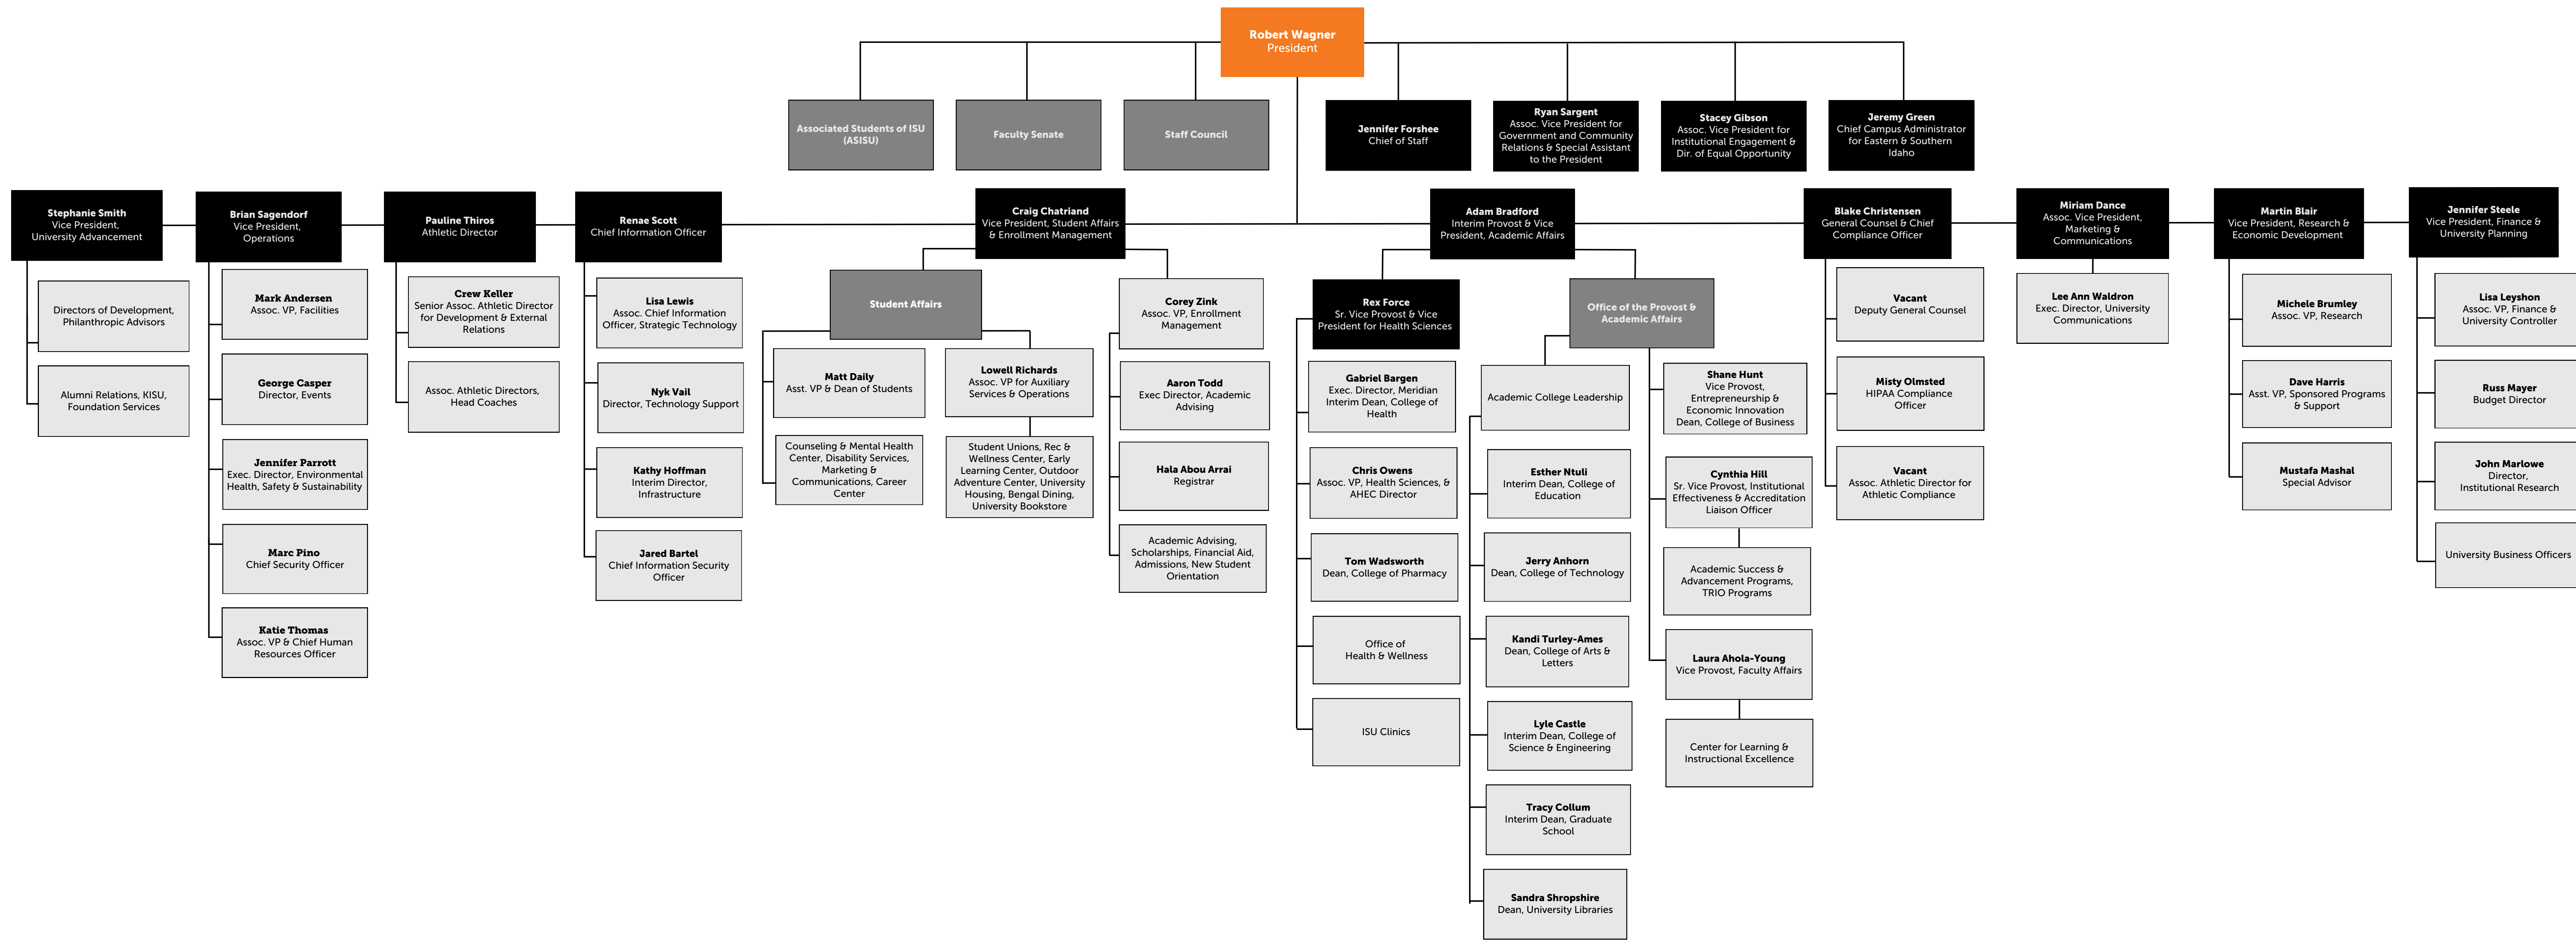 Robert Wagner
President
Associated Students of ISU
(ASISU)
Faculty Senate
Staff Council
Jennifer Forshee
Chief of Staff
Ryan Sargent
Assoc. Vice President for
Government and Community
Relations & Special Assistant
to the President
Stacey Gibson
Assoc. Vice President for
Institutional Engagement &
Dir. of Equal Opportunity
Jeremy Green
Chief Campus Administrator
for Eastern & Southern
Idaho
Stephanie Smith
Vice President,
University Advancement
Directors of Development,
Philanthropic Advisors
Alumni Relations, KISU,
Foundation Services
Brian Sagendorf
Vice President,
Operations
Mark Andersen
Assoc. VP, Facilities
George Casper
Director, Events
Jennifer Parrott
Exec. Director, Environmental
Health, Safety & Sustainability
Marc Pino
Chief Security Officer
Katie Thomas
Assoc. VP & Chief Human
Resources Officer
Pauline Thiros
Athletic Director
Crew Keller
Senior Assoc. Athletic Director
for Development & External
Relations
Assoc. Athletic Directors,
Head Coaches
Renae Scott
Chief Information Officer
Lisa Lewis
Assoc. Chief Information
Officer, Strategic Technology
Nyk Vail
Director, Technology Support
Kathy Hoffman
Interim Director,
Infrastructure
Jared Bartel
Chief Information Security
Officer
Craig Chatriand
Vice President, Student Affairs
& Enrollment Management
Student Affairs
Matt Daily
Asst. VP & Dean of Students
Counseling & Mental Health
Center, Disability Services,
Marketing &
Communications, Career
Center
Lowell Richards
Assoc. VP for Auxiliary
Services & Operations
Student Unions, Rec &
Wellness Center, Early
Learning Center, Outdoor
Adventure Center, University
Housing, Bengal Dining,
University Bookstore
Corey Zink
Assoc. VP, Enrollment
Management
Aaron Todd
Exec Director, Academic
Advising
Hala Abou Arrai
Registrar
Academic Advising,
Scholarships, Financial Aid,
Admissions, New Student
Orientation
Adam Bradford
Interim Provost & Vice
President, Academic Affairs
Rex Force
Sr. Vice Provost & Vice
President for Health Sciences
Gabriel Bargen
Exec. Director, Meridian
Interim Dean, College of
Health
Chris Owens
Assoc. VP, Health Sciences, &
AHEC Director
Tom Wadsworth
Dean, College of Pharmacy
Office of
Health & Wellness
ISU Clinics
Office of the Provost &
Academic Affairs
Academic College Leadership
Esther Ntuli
Interim Dean, College of
Education
Jerry Anhorn
Dean, College of Technology
Kandi Turley-Ames
Dean, College of Arts &
Letters
Lyle Castle
Interim Dean, College of
Science & Engineering
Tracy Collum
Interim Dean, Graduate
School
Sandra Shropshire
Dean, University Libraries
Shane Hunt
Vice Provost,
Entrepreneurship &
Economic Innovation
Dean, College of Business
Cynthia Hill
Sr. Vice Provost, Institutional
Effectiveness & Accreditation
Liaison Officer
Academic Success &
Advancement Programs,
TRIO Programs
Laura Ahola-Young
Vice Provost, Faculty Affairs
Center for Learning &
Instructional Excellence
Blake Christensen
General Counsel & Chief
Compliance Officer
Vacant
Deputy General Counsel
Misty Olmsted
HIPAA Compliance
Officer
Vacant
Assoc. Athletic Director for
Athletic Compliance
Miriam Dance
Assoc. Vice President,
Marketing &
Communications
Lee Ann Waldron
Exec. Director, University
Communications
Martin Blair
Vice President, Research &
Economic Development
Michele Brumley
Assoc. VP, Research
Dave Harris
Asst. VP, Sponsored Programs
& Support
Mustafa Mashal
Special Advisor
Jennifer Steele
Vice President, Finance &
University Planning
Lisa Leyshon
Assoc. VP, Finance &
University Controller
Russ Mayer
Budget Director
John Marlowe
Director,
Institutional Research
University Business Officers